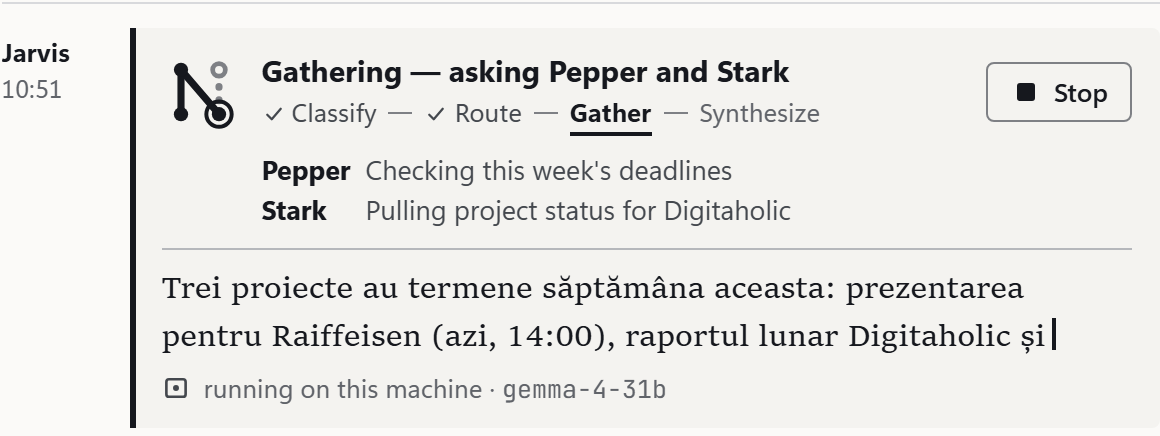 Jarvis
10:51
Gathering — asking Pepper and Stark
✓ Classify — ✓ Route — Gather — Synthesize
Stop
Pepper Checking this week's deadlines
Stark Pulling project status for Digitaholic
Trei proiecte au termene săptămâna aceasta: prezentarea
pentru Raiffeisen (azi, 14:00), raportul lunar Digitaholic și
running on this machine · gemma-4-31b